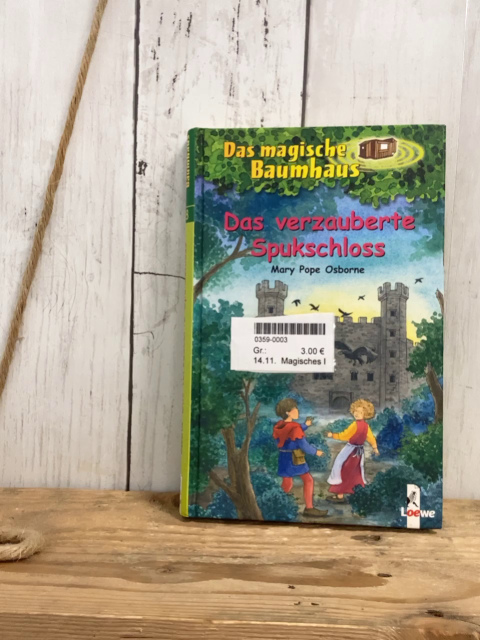 Das magische
Baumhaus
Das verzauberte
Spukschloss
Mary Pope Osborne
0359-0003
Gr.: 3.00 €
14.11. Magisches
Loewe